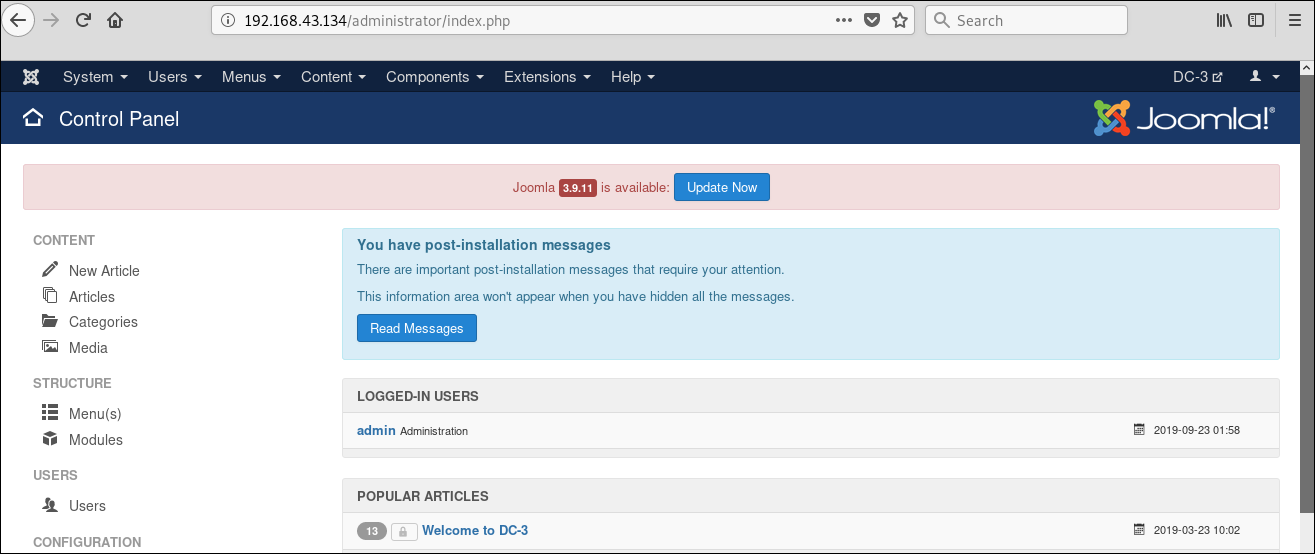 192.168.43.134/administrator/index.php
Search
System Users Menus Content Components Extensions Help DC-3
Control Panel
Joomla!®
Joomla 3.9.11 is available: Update Now
CONTENT
New Article
Articles
Categories
Media
STRUCTURE
Menu(s)
Modules
USERS
Users
CONFIGURATION
You have post-installation messages
There are important post-installation messages that require your attention.
This information area won't appear when you have hidden all the messages.
Read Messages
LOGGED-IN USERS
admin Administration 2019-09-23 01:58
POPULAR ARTICLES
13 Welcome to DC-3 2019-03-23 10:02